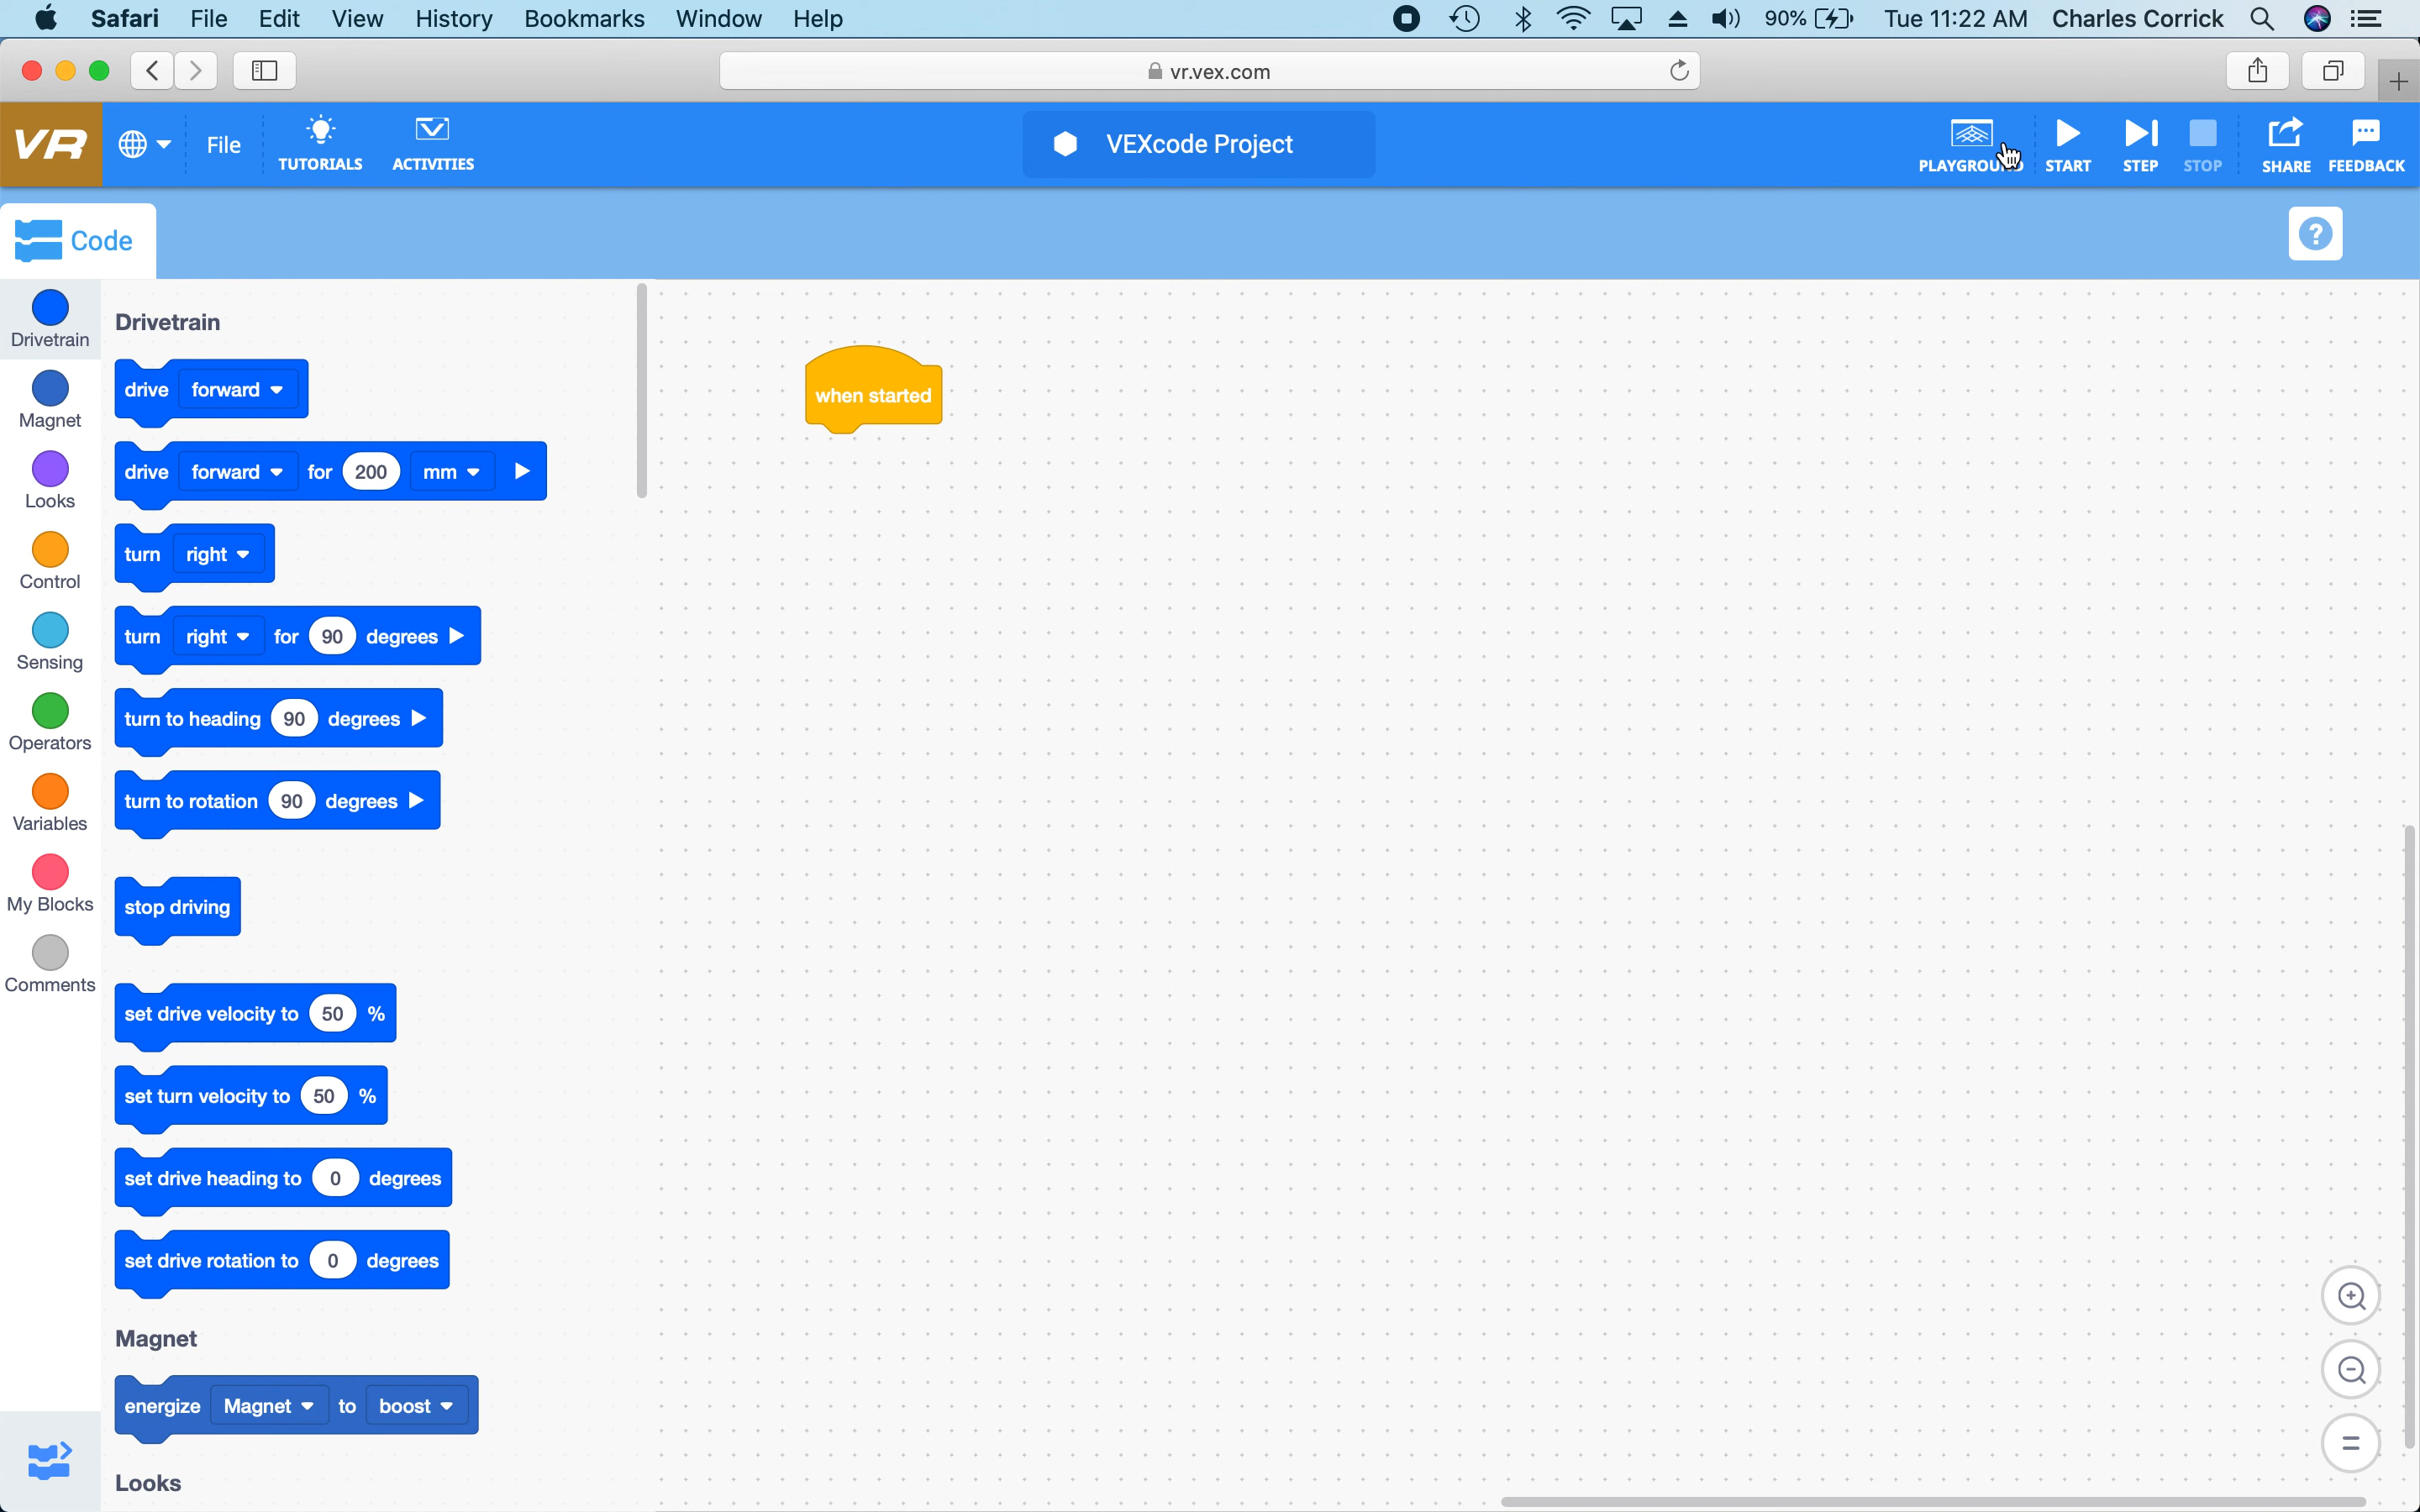 Safari File Edit View History Bookmarks Window Help 90% Tue 11:22 AM Charles Corrick
vr.vex.com
VR File TUTORIALS ACTIVITIES VEXcode Project START STEP STOP SHARE FEEDBACK
Code ?
Drivetrain
Magnet
Looks
Control
Sensing
Operators
Variables
My Blocks
Comments
Drivetrain
drive forward
drive forward for 200 mm
turn right
turn right for 90 degrees
turn to heading 90 degrees
turn to rotation 90 degrees
stop driving
set drive velocity to 50 %
set turn velocity to 50 %
set drive heading to 0 degrees
set drive rotation to 0 degrees
Magnet
energize Magnet to boost
Looks
when started